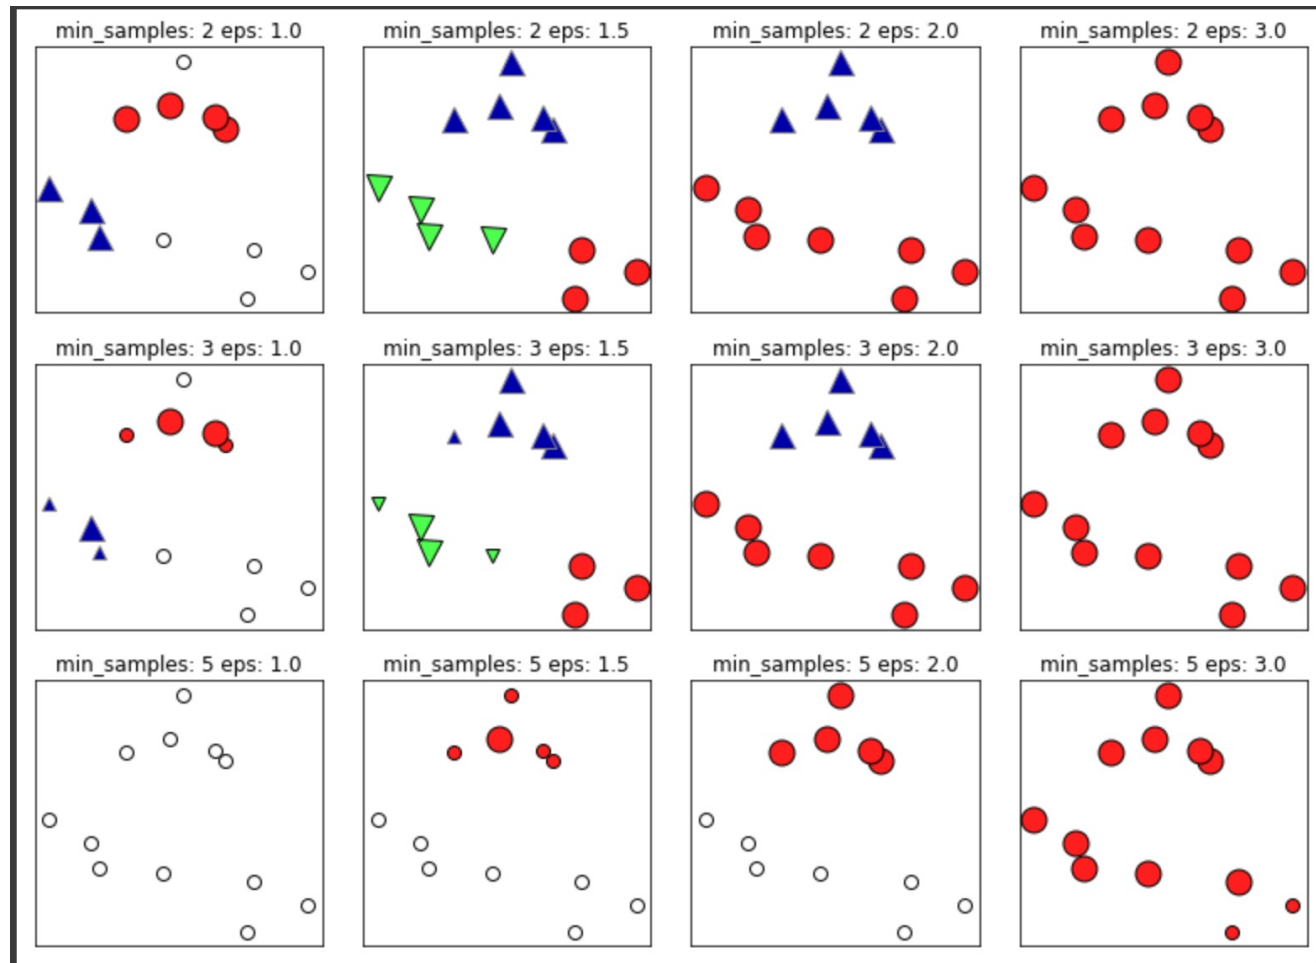 min_samples: 2 eps: 1.0
min_samples: 2 eps: 1.5
min_samples: 2 eps: 2.0
min_samples: 2 eps: 3.0
min_samples: 3 eps: 1.0
min_samples: 3 eps: 1.5
min_samples: 3 eps: 2.0
min_samples: 3 eps: 3.0
min_samples: 5 eps: 1.0
min_samples: 5 eps: 1.5
min_samples: 5 eps: 2.0
min_samples: 5 eps: 3.0